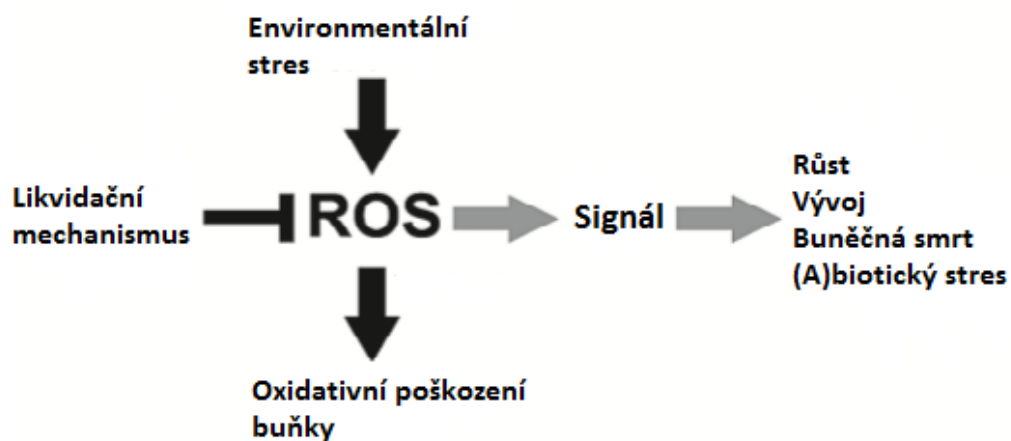 Environmentální
stres
Likvidační
mechanismus
ROS
Signál
Růst
Vývoj
Buněčná smrt
(A)biotický stres
Oxidativní poškození
buňky